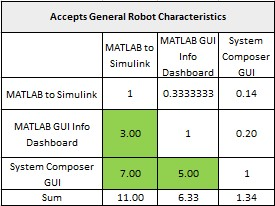 Accepts General Robot Characteristics
MATLAB to Simulink MATLAB GUI Info Dashboard System Composer GUI
MATLAB to Simulink 1 0.3333333 0.14
MATLAB GUI Info Dashboard 3.00 1 0.20
System Composer GUI 7.00 5.00 1
Sum 11.00 6.33 1.34